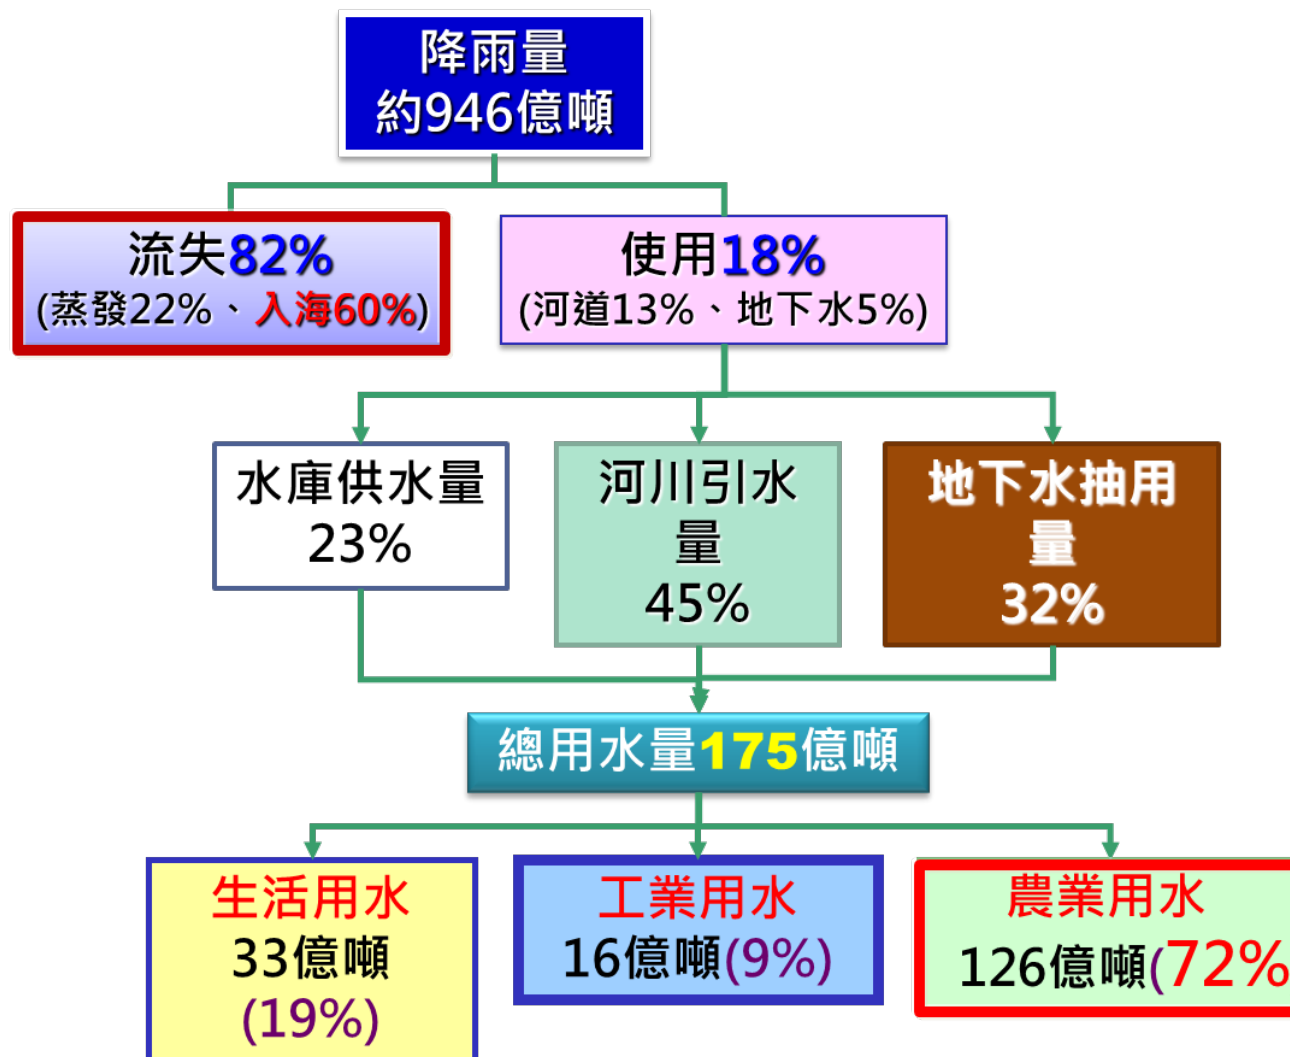 降雨量
約946億噸
流失82%
(蒸發22%、入海60%)
使用18%
(河道13%、地下水5%)
水庫供水量
23%
河川引水
量
45%
地下水抽用
量
32%
總用水量175億噸
生活用水
33億噸
(19%)
工業用水
16億噸(9%)
農業用水
126億噸(72%